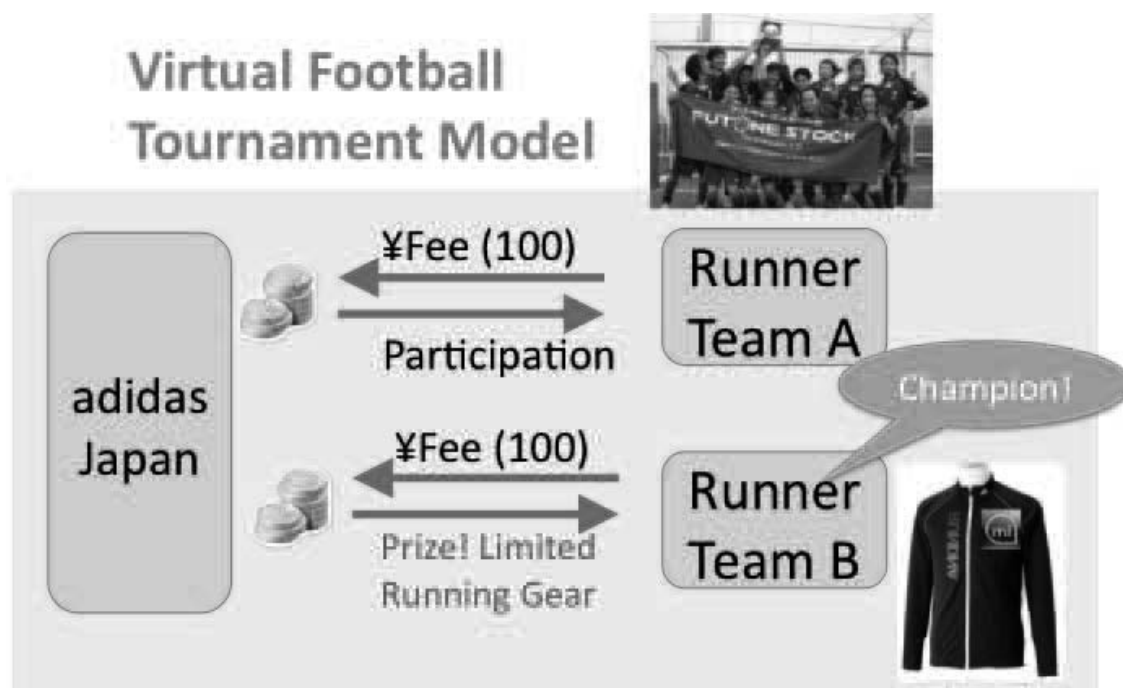 Virtual Football
Tournament Model
¥Fee (100)
Participation
Runner
Team A
adidas
Japan
Champion!
¥Fee (100)
Prize! Limited
Running Gear
Runner
Team B
mi